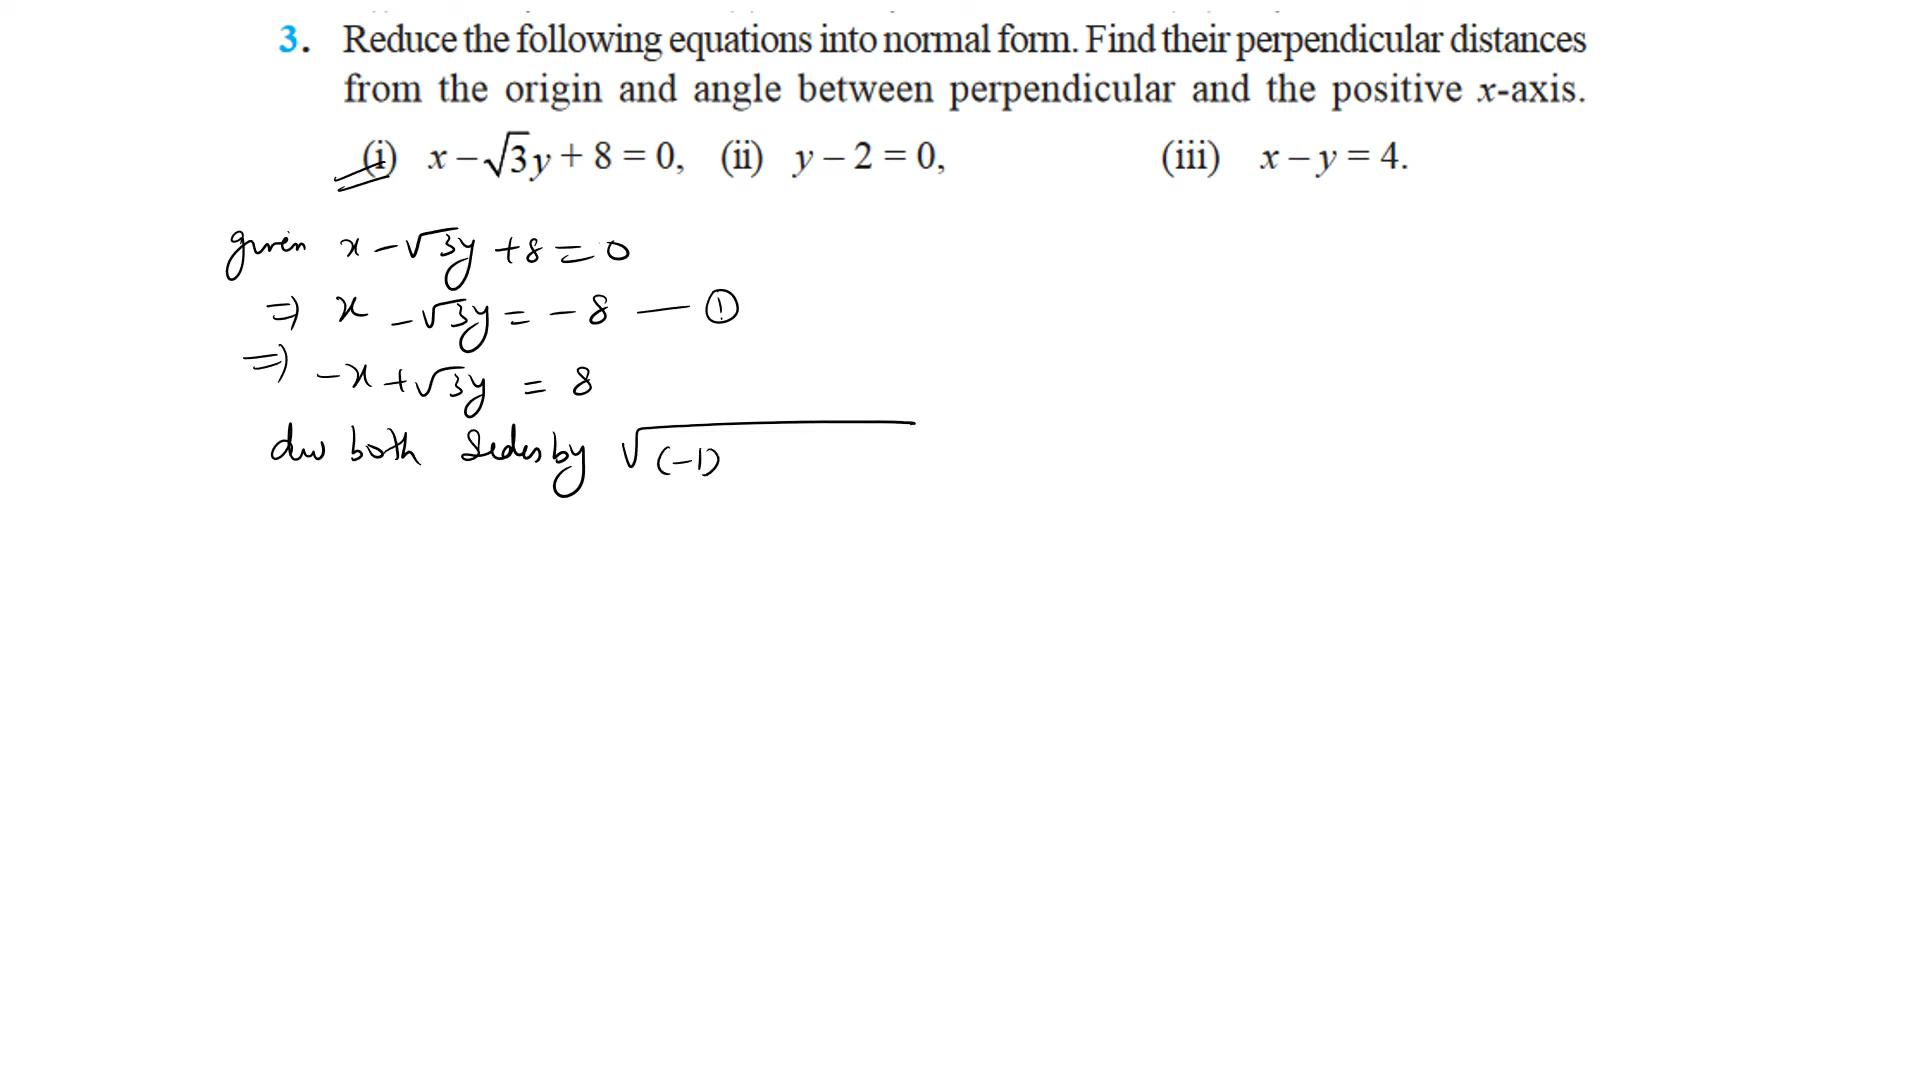 3. Reduce the following equations into normal form. Find their perpendicular distances
from the origin and angle between perpendicular and the positive x-axis.
(i) x – √3y + 8 = 0, (ii) y – 2 = 0, (iii) x – y = 4.
given x – √3y + 8 = 0
⇒ x – √3y = – 8 — ①
⇒ – x + √3y = 8
div both sides by √(-1)